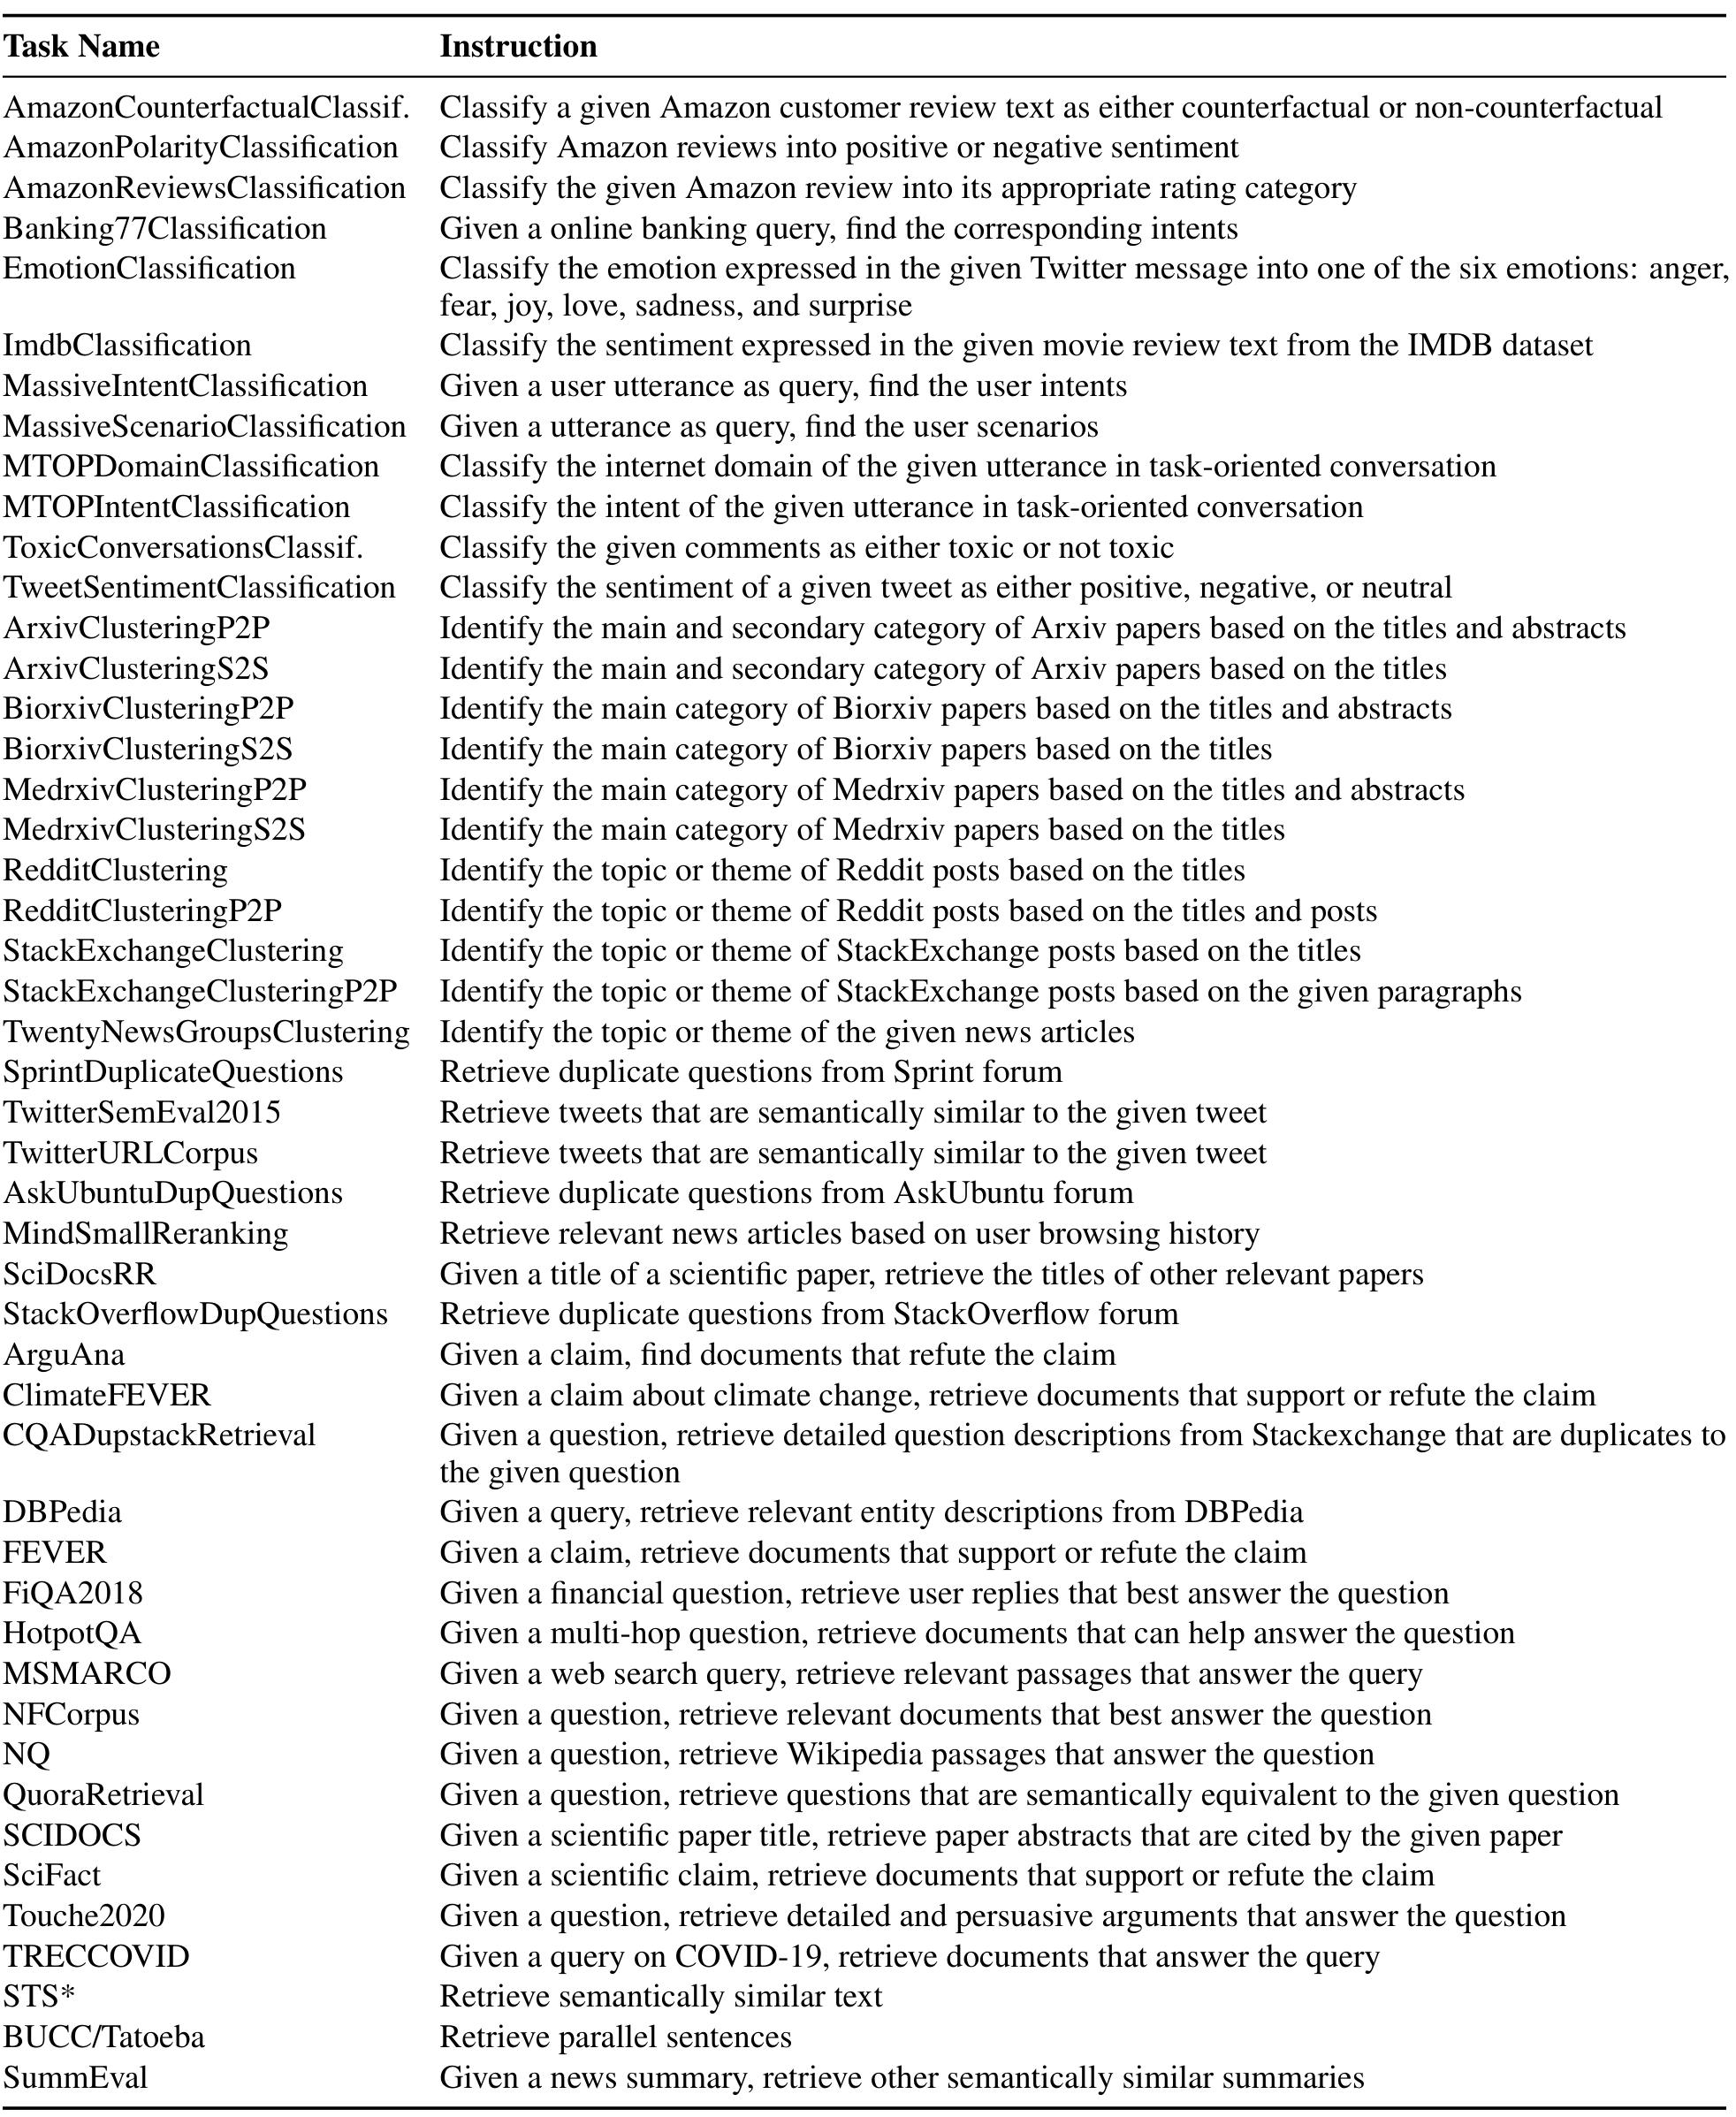 Task Name Instruction
AmazonCounterfactualClassif. Classify a given Amazon customer review text as either counterfactual or non-counterfactual
AmazonPolarityClassification Classify Amazon reviews into positive or negative sentiment
AmazonReviewsClassification Classify the given Amazon review into its appropriate rating category
Banking77Classification Given a online banking query, find the corresponding intents
EmotionClassification Classify the emotion expressed in the given Twitter message into one of the six emotions: anger,
fear, joy, love, sadness, and surprise
ImdbClassification Classify the sentiment expressed in the given movie review text from the IMDB dataset
MassiveIntentClassification Given a user utterance as query, find the user intents
MassiveScenarioClassification Given a utterance as query, find the user scenarios
MTOPDomainClassification Classify the internet domain of the given utterance in task-oriented conversation
MTOPIntentClassification Classify the intent of the given utterance in task-oriented conversation
ToxicConversationsClassif. Classify the given comments as either toxic or not toxic
TweetSentimentClassification Classify the sentiment of a given tweet as either positive, negative, or neutral
ArxivClusteringP2P Identify the main and secondary category of Arxiv papers based on the titles and abstracts
ArxivClusteringS2S Identify the main and secondary category of Arxiv papers based on the titles
BiorxivClusteringP2P Identify the main category of Biorxiv papers based on the titles and abstracts
BiorxivClusteringS2S Identify the main category of Biorxiv papers based on the titles
MedrxivClusteringP2P Identify the main category of Medrxiv papers based on the titles and abstracts
MedrxivClusteringS2S Identify the main category of Medrxiv papers based on the titles
RedditClustering Identify the topic or theme of Reddit posts based on the titles
RedditClusteringP2P Identify the topic or theme of Reddit posts based on the titles and posts
StackExchangeClustering Identify the topic or theme of StackExchange posts based on the titles
StackExchangeClusteringP2P Identify the topic or theme of StackExchange posts based on the given paragraphs
TwentyNewsGroupsClustering Identify the topic or theme of the given news articles
SprintDuplicateQuestions Retrieve duplicate questions from Sprint forum
TwitterSemEval2015 Retrieve tweets that are semantically similar to the given tweet
TwitterURLCorpus Retrieve tweets that are semantically similar to the given tweet
AskUbuntuDupQuestions Retrieve duplicate questions from AskUbuntu forum
MindSmallReranking Retrieve relevant news articles based on user browsing history
SciDocsRR Given a title of a scientific paper, retrieve the titles of other relevant papers
StackOverflowDupQuestions Retrieve duplicate questions from StackOverflow forum
ArguAna Given a claim, find documents that refute the claim
ClimateFEVER Given a claim about climate change, retrieve documents that support or refute the claim
CQADupstackRetrieval Given a question, retrieve detailed question descriptions from Stackexchange that are duplicates to
the given question
DBPedia Given a query, retrieve relevant entity descriptions from DBPedia
FEVER Given a claim, retrieve documents that support or refute the claim
FiQA2018 Given a financial question, retrieve user replies that best answer the question
HotpotQA Given a multi-hop question, retrieve documents that can help answer the question
MSMARCO Given a web search query, retrieve relevant passages that answer the query
NFCorpus Given a question, retrieve relevant documents that best answer the question
NQ Given a question, retrieve Wikipedia passages that answer the question
QuoraRetrieval Given a question, retrieve questions that are semantically equivalent to the given question
SCIDOCS Given a scientific paper title, retrieve paper abstracts that are cited by the given paper
SciFact Given a scientific claim, retrieve documents that support or refute the claim
Touche2020 Given a question, retrieve detailed and persuasive arguments that answer the question
TRECCOVID Given a query on COVID-19, retrieve documents that answer the query
STS* Retrieve semantically similar text
BUCC/Tatoeba Retrieve parallel sentences
SummEval Given a news summary, retrieve other semantically similar summaries